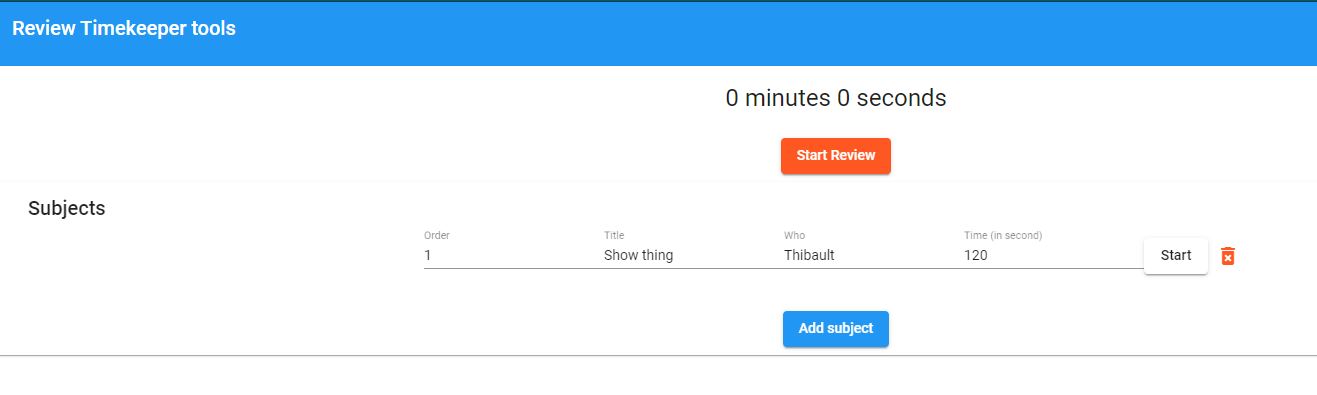 Review Timekeeper tools
0 minutes 0 seconds
Start Review
Subjects
Order Title Who Time (in second)
1 Show thing Thibault 120 Start
Add subject